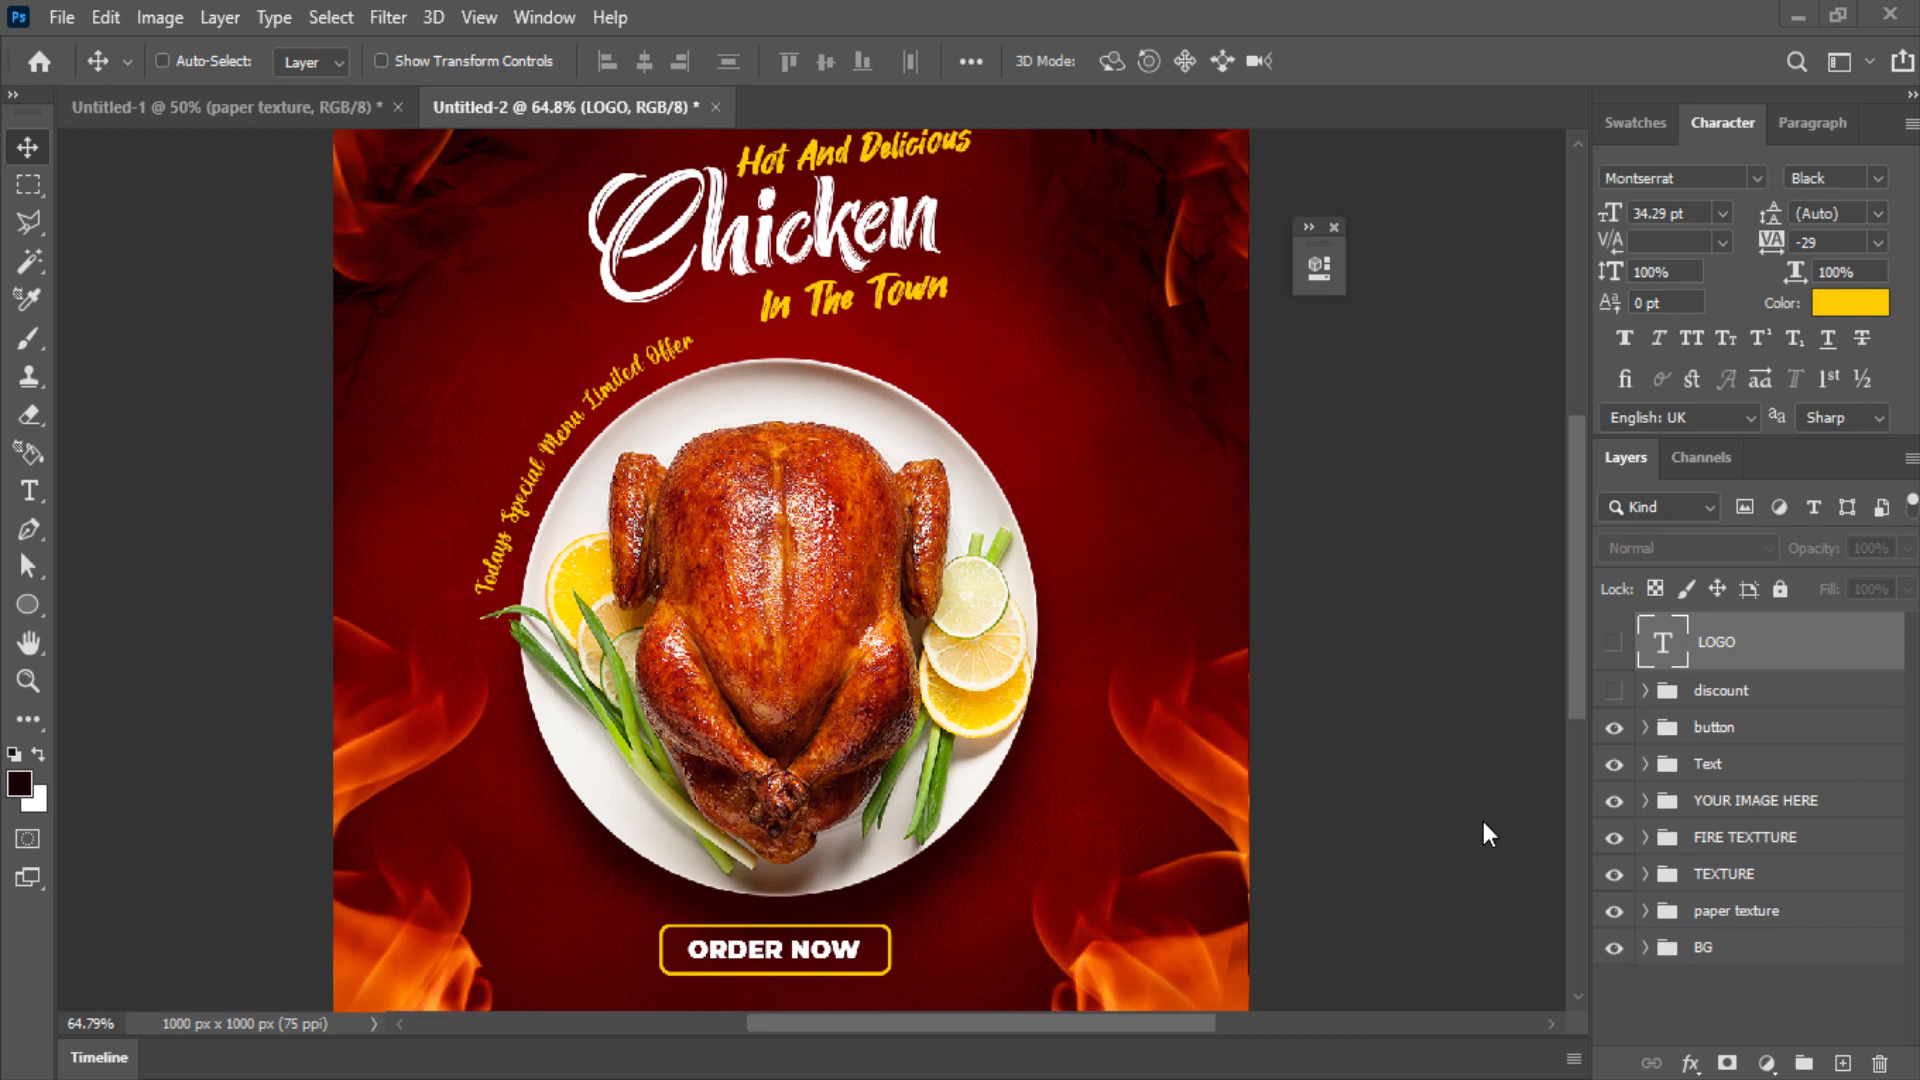 Ps File Edit Image Layer Type Select Filter 3D View Window Help
Auto-Select: Layer Show Transform Controls 3D Mode:
Untitled-1 @ 50% (paper texture, RGB/8) * Untitled-2 @ 64.8% (LOGO, RGB/8) *
Hot And Delicious
Chicken
In The Town
Todays Special Menu Limited Offer
ORDER NOW
Swatches Character Paragraph
Montserrat Black
34.29 pt (Auto)
-29
100% 100%
0 pt Color:
English: UK Sharp
Layers Channels
Kind
Normal Opacity: 100%
Lock: Fill: 100%
LOGO
discount
button
Text
YOUR IMAGE HERE
FIRE TEXTTURE
TEXTURE
paper texture
BG
64.79% 1000 px x 1000 px (75 ppi)
Timeline